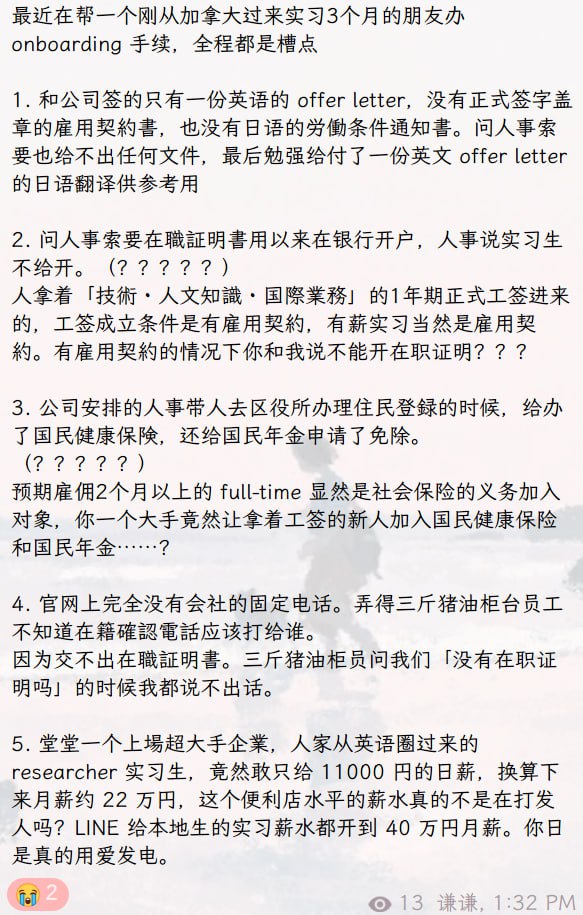 最近在帮一个刚从加拿大过来实习3个月的朋友办
onboarding 手续，全程都是槽点
1. 和公司签的只有一份英语的 offer letter，没有正式签字盖
章的雇用契約書，也没有日语的労働条件通知書。问人事索
要也给不出任何文件，最后勉强给付了一份英文 offer letter
的日语翻译供参考用
2. 问人事索要在職証明書用以来在银行开户，人事说实习生
不给开。（？？？？？）
人拿着「技術・人文知識・国際業務」的1年期正式工签进来
的，工签成立条件是有雇用契約，有薪实习当然是雇用契
約。有雇用契約的情况下你和我说不能开在职证明？？？
3. 公司安排的人事带人去区役所办理住民登録的时候，给办
了国民健康保険，还给国民年金申请了免除。
（？？？？？）
预期雇佣2个月以上的 full-time 显然是社会保险的义务加入
对象，你一个大手竟然让拿着工签的新人加入国民健康保险
和国民年金……？
4. 官网上完全没有会社的固定电话。弄得三斤猪油柜台员工
不知道在籍確認電話应该打给谁。
因为交不出在職証明書。三斤猪油柜员问我们「没有在职证
明吗」的时候我都说不出话。
5. 堂堂一个上場超大手企業，人家从英语圈过来的
researcher 实习生，竟然敢只给 11000 円的日薪，换算下
来月薪约 22 万円，这个便利店水平的薪水真的不是在打发
人吗？LINE 给本地生的实习薪水都开到 40 万円月薪。你日
是真的用爱发电。
😭 2
13 谦谦, 1:32 PM